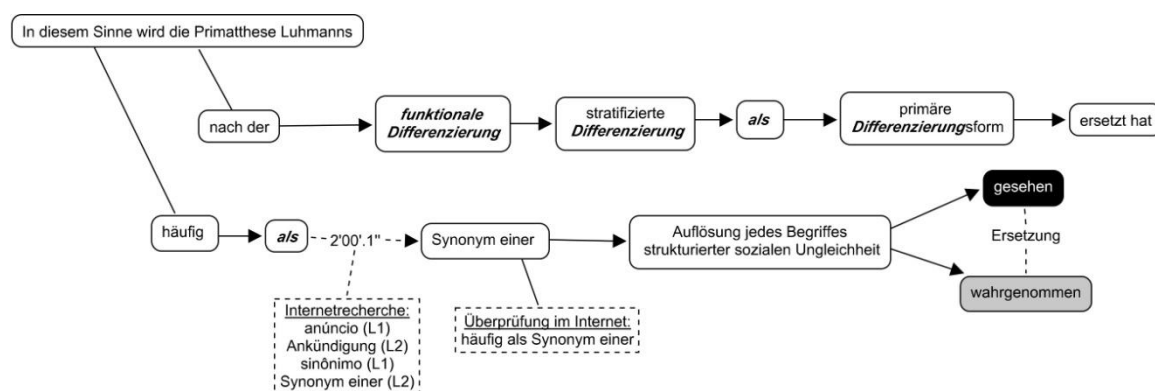 In diesem Sinne wird die Primatthese Luhmanns
nach der
funktionale
Differenzierung
stratifizierte
Differenzierung
als
primäre
Differenzierungsform
ersetzt hat
häufig
als
2'00'.1"
Synonym einer
Auflösung jedes Begriffes
strukturierter sozialen Ungleichheit
gesehen
Ersetzung
wahrgenommen
Internetrecherche:
anúncio (L1)
Ankündigung (L2)
sinônimo (L1)
Synonym einer (L2)
Überprüfung im Internet:
häufig als Synonym einer